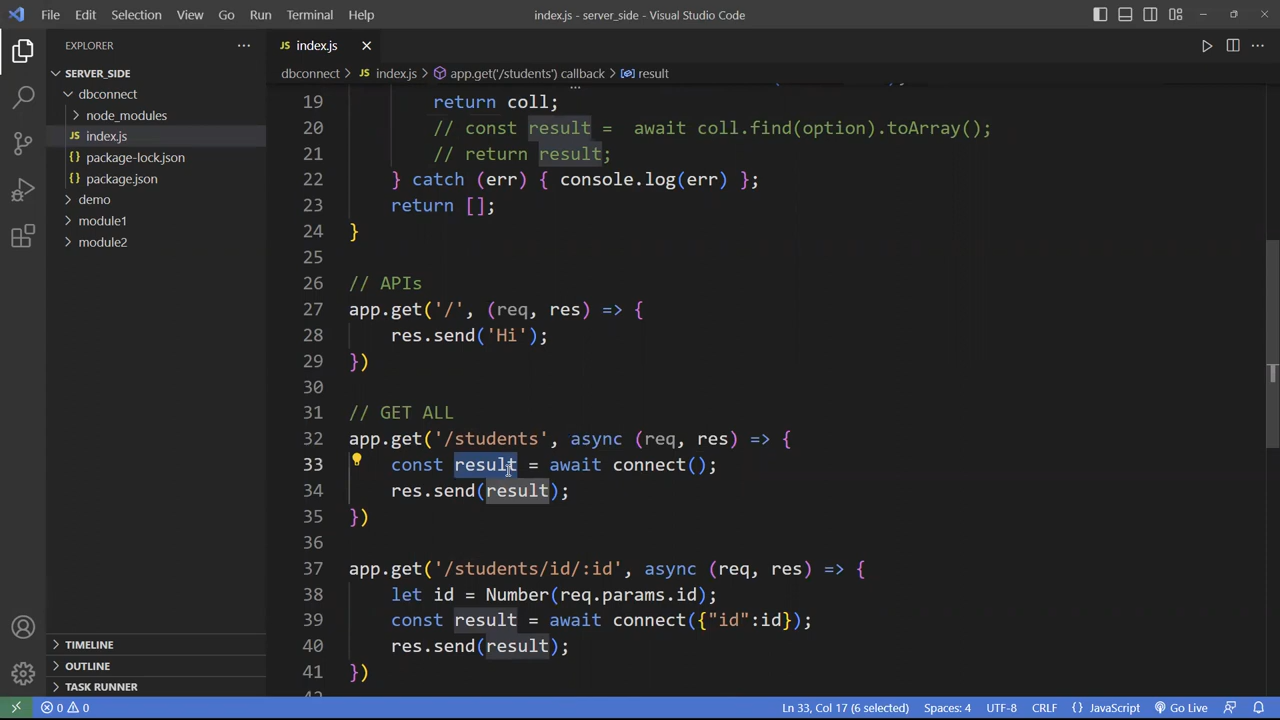 File Edit Selection View Go Run Terminal Help
index.js - server_side - Visual Studio Code
EXPLORER
JS index.js
SERVER_SIDE
dbconnect > JS index.js > app.get('/students') callback > result
dbconnect
node_modules
JS index.js
package-lock.json
package.json
demo
module1
module2
TIMELINE
OUTLINE
TASK RUNNER
19 return coll;
20 // const result =  await coll.find(option).toArray();
21 // return result;
22 } catch (err) { console.log(err) };
23 return [];
24 }
25
26 // APIs
27 app.get('/', (req, res) => {
28 res.send('Hi');
29 })
30
31 // GET ALL
32 app.get('/students', async (req, res) => {
33 const result = await connect();
34 res.send(result);
35 })
36
37 app.get('/students/id/:id', async (req, res) => {
38 let id = Number(req.params.id);
39 const result = await connect({"id":id});
40 res.send(result);
41 })
0 0
Ln 33, Col 17 (6 selected) Spaces: 4 UTF-8 CRLF {} JavaScript Go Live